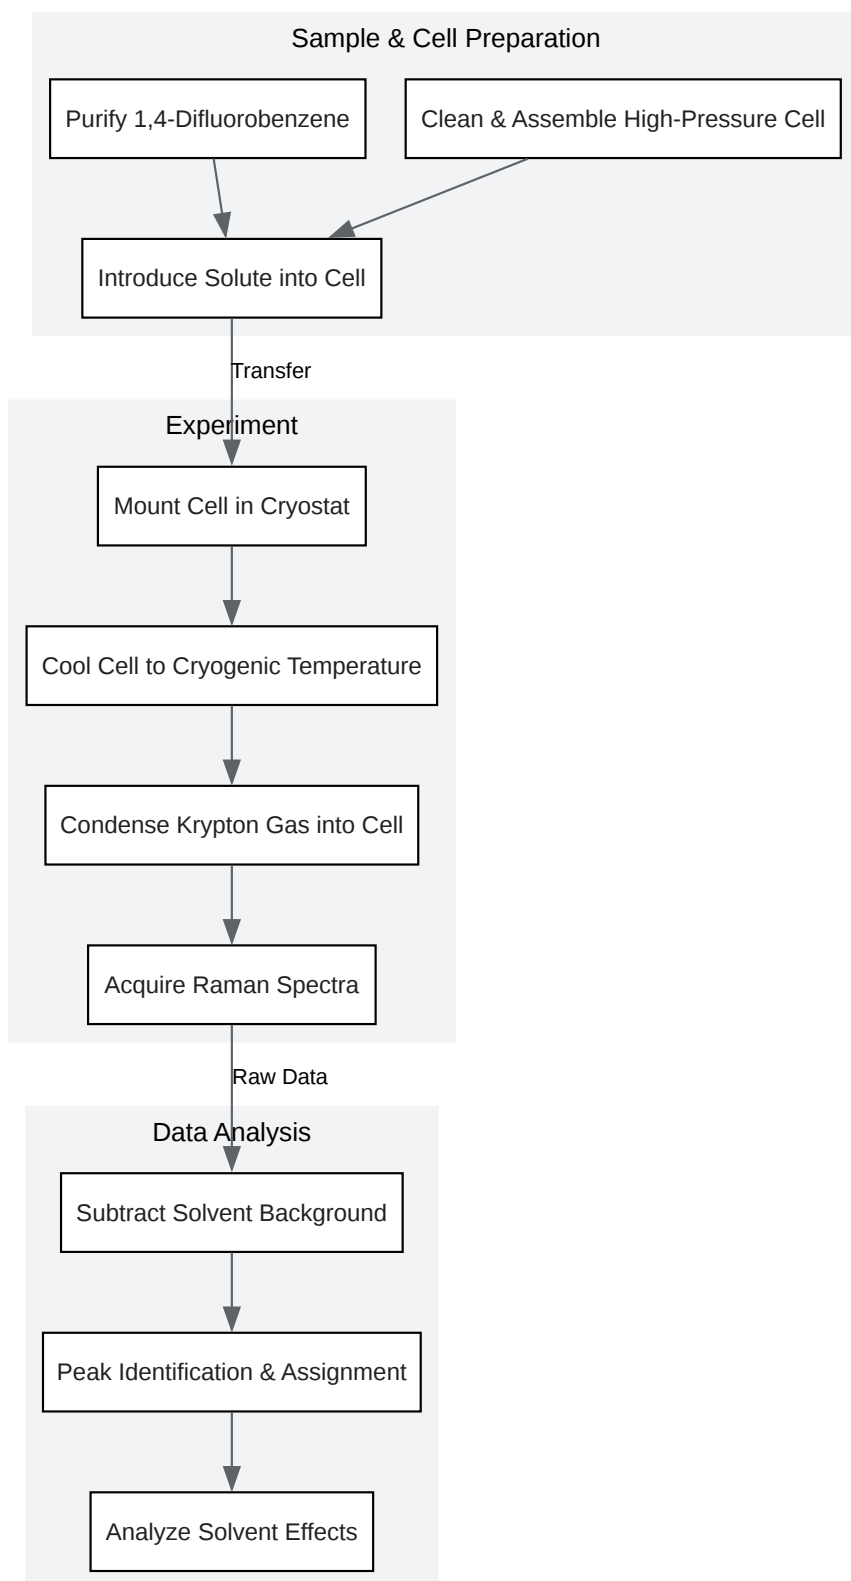 Sample & Cell Preparation
Purify 1,4-Difluorobenzene
Clean & Assemble High-Pressure Cell
Introduce Solute into Cell
Transfer
Experiment
Mount Cell in Cryostat
Cool Cell to Cryogenic Temperature
Condense Krypton Gas into Cell
Acquire Raman Spectra
Raw Data
Data Analysis
Subtract Solvent Background
Peak Identification & Assignment
Analyze Solvent Effects